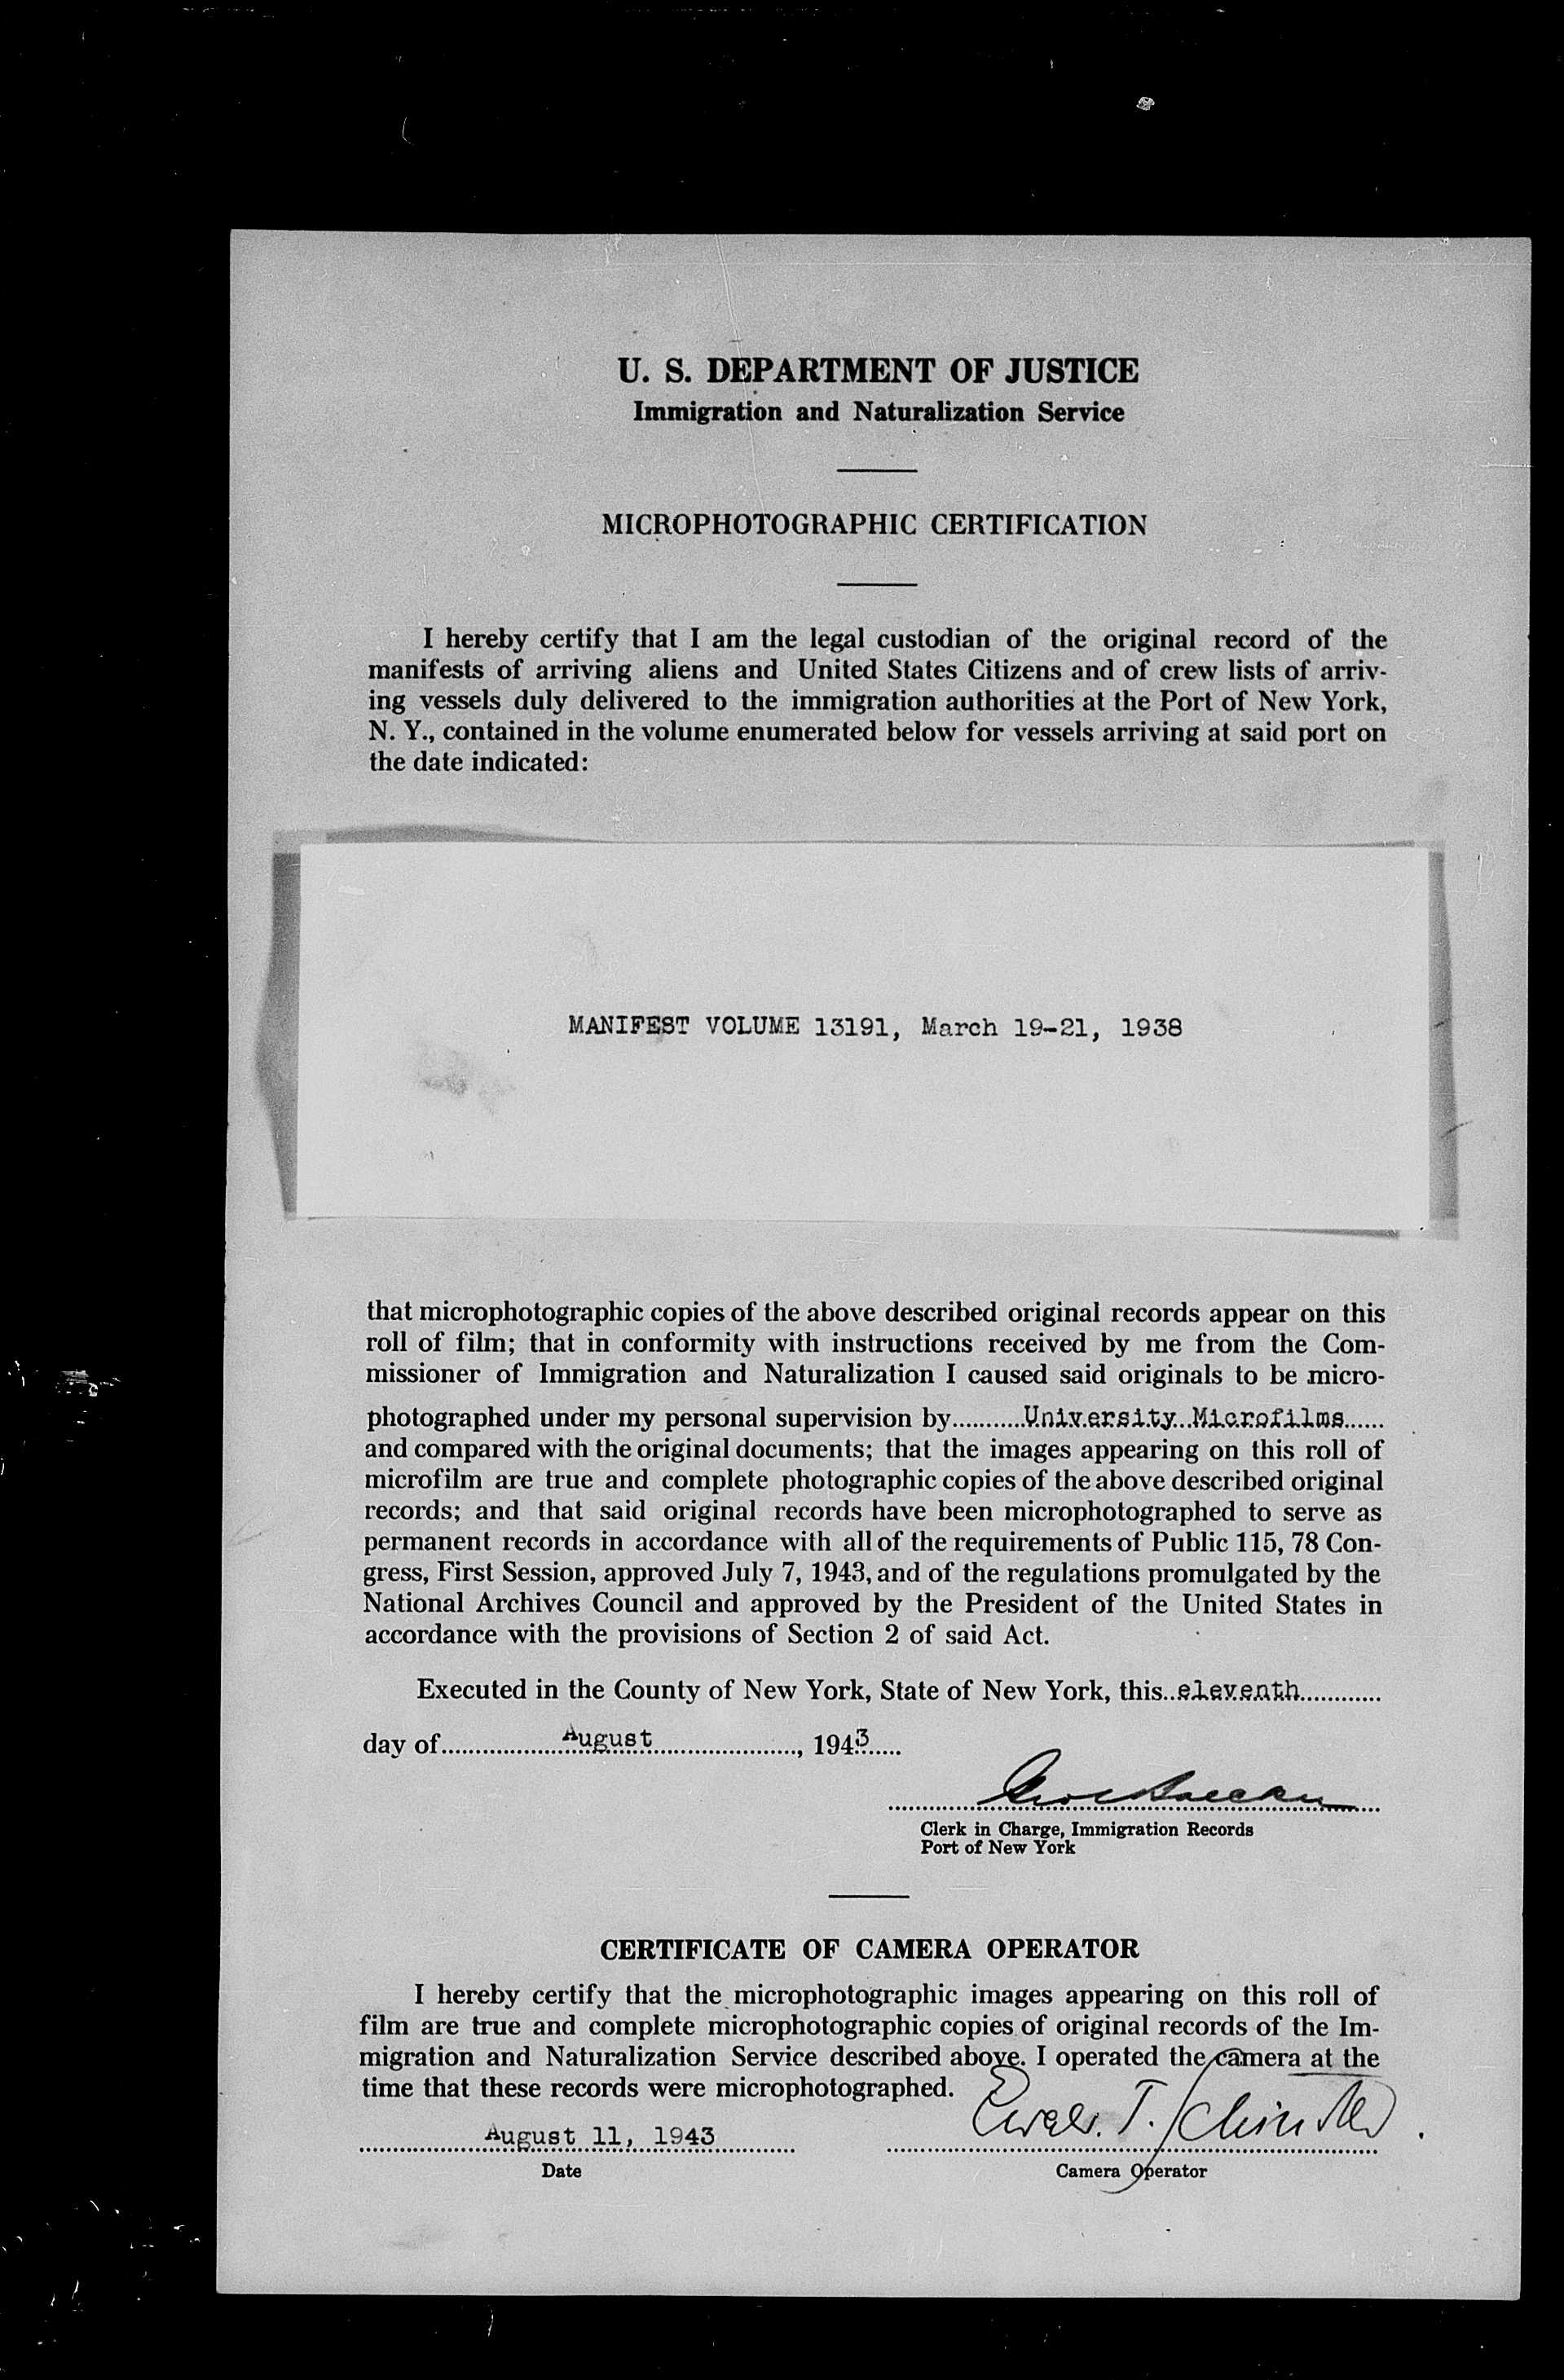 U. S. DEPARTMENT OF JUSTICE
Immigration and Naturalization Service
MICROPHOTOGRAPHIC CERTIFICATION
I hereby certify that I am the legal custodian of the original record of the
manifests of arriving aliens and United States Citizens and of crew lists of arriv-
ing vessels duly delivered to the immigration authorities at the Port of New York,
N. Y., contained in the volume enumerated below for vessels arriving at said port on
the date indicated:
MANIFEST VOLUME 13191, March 19-21, 1938
that microphotographic copies of the above described original records appear on this
roll of film; that in conformity with instructions received by me from the Com-
missioner of Immigration and Naturalization I caused said originals to be micro-
photographed under my personal supervision by University Microfilms
and compared with the original documents; that the images appearing on this roll of
microfilm are true and complete photographic copies of the above described original
records; and that said original records have been microphotographed to serve as
permanent records in accordance with all of the requirements of Public 115, 78 Con-
gress, First Session, approved July 7, 1943, and of the regulations promulgated by the
National Archives Council and approved by the President of the United States in
accordance with the provisions of Section 2 of said Act.
Executed in the County of New York, State of New York, this eleventh
day of August, 1943
Clerk in Charge, Immigration Records
Port of New York
CERTIFICATE OF CAMERA OPERATOR
I hereby certify that the microphotographic images appearing on this roll of
film are true and complete microphotographic copies of original records of the Im-
migration and Naturalization Service described above. I operated the camera at the
time that these records were microphotographed.
August 11, 1943
Date
Camera Operator